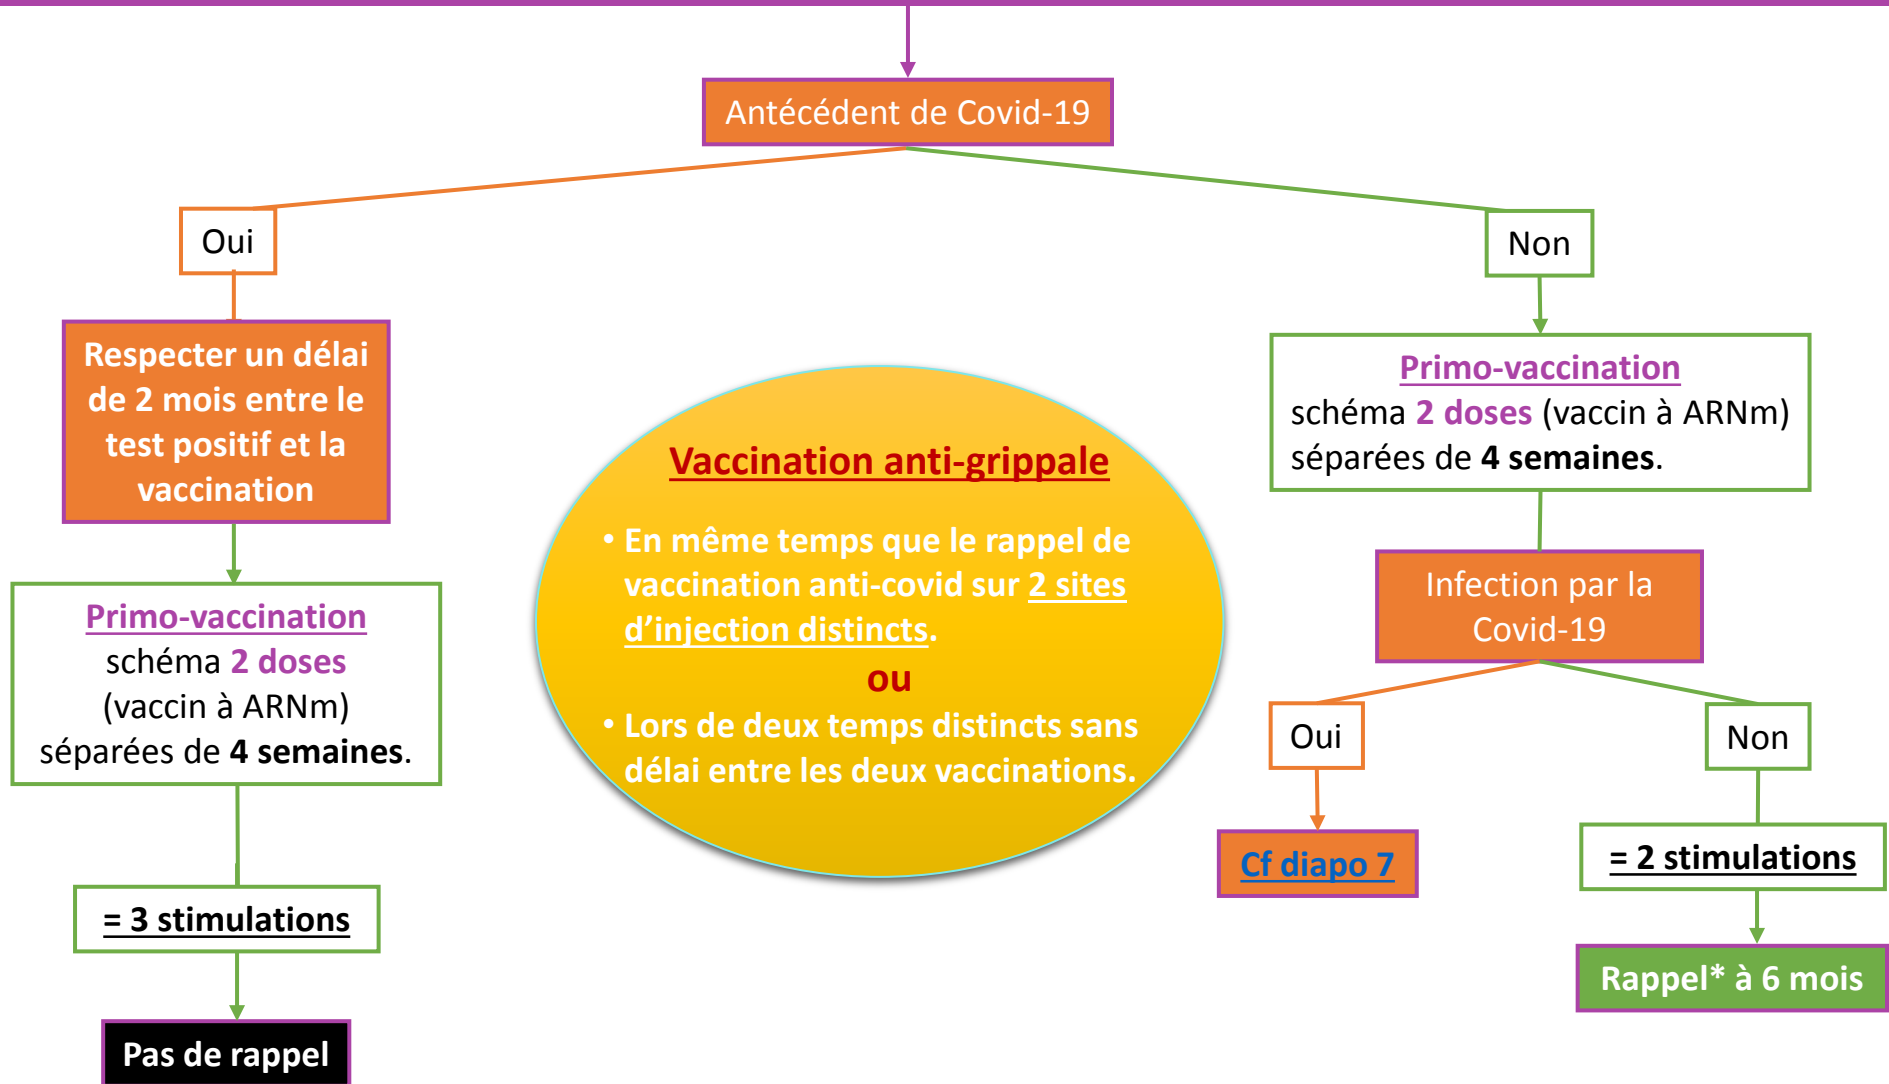 Antécédent de Covid-19
Oui
Non
Respecter un délai
de 2 mois entre le
test positif et la
vaccination
Primo-vaccination
schéma 2 doses
(vaccin à ARNm)
séparées de 4 semaines.
= 3 stimulations
Pas de rappel
Vaccination anti-grippale
• En même temps que le rappel de
vaccination anti-covid sur 2 sites
d’injection distincts.
ou
• Lors de deux temps distincts sans
délai entre les deux vaccinations.
Primo-vaccination
schéma 2 doses (vaccin à ARNm)
séparées de 4 semaines.
Infection par la
Covid-19
Oui
Non
Cf diapo 7
= 2 stimulations
Rappel* à 6 mois